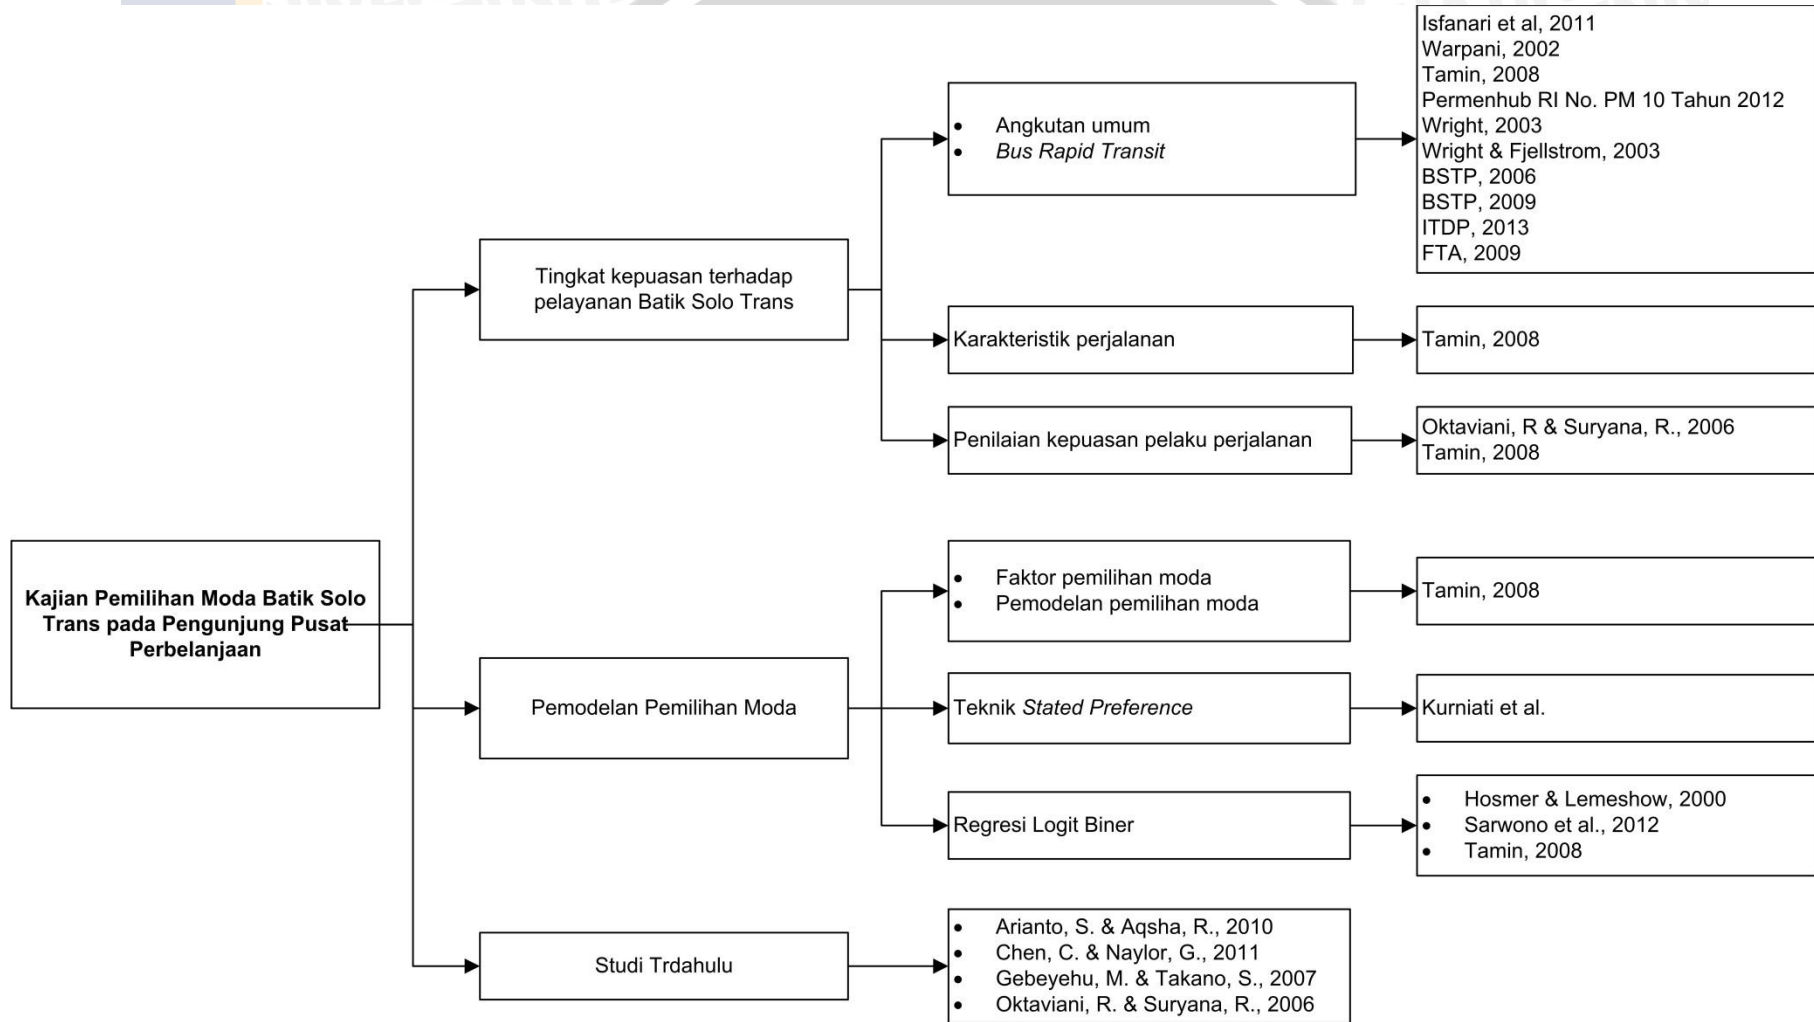 Isfanari et al, 2011
Warpani, 2002
Tamin, 2008
Permenhub RI No. PM 10 Tahun 2012
Wright, 2003
Wright & Fjellstrom, 2003
BSTP, 2006
BSTP, 2009
ITDP, 2013
FTA, 2009
• Angkutan umum
• Bus Rapid Transit
Tingkat kepuasan terhadap
pelayanan Batik Solo Trans
Karakteristik perjalanan
Tamin, 2008
Penilaian kepuasan pelaku perjalanan
Oktaviani, R & Suryana, R., 2006
Tamin, 2008
Kajian Pemilihan Moda Batik Solo
Trans pada Pengunjung Pusat
Perbelanjaan
• Faktor pemilihan moda
• Pemodelan pemilihan moda
Tamin, 2008
Pemodelan Pemilihan Moda
Teknik Stated Preference
Kurniati et al.
Regresi Logit Biner
• Hosmer & Lemeshow, 2000
• Sarwono et al., 2012
• Tamin, 2008
Studi Trdahulu
• Arianto, S. & Aqsha, R., 2010
• Chen, C. & Naylor, G., 2011
• Gebeyehu, M. & Takano, S., 2007
• Oktaviani, R. & Suryana, R., 2006